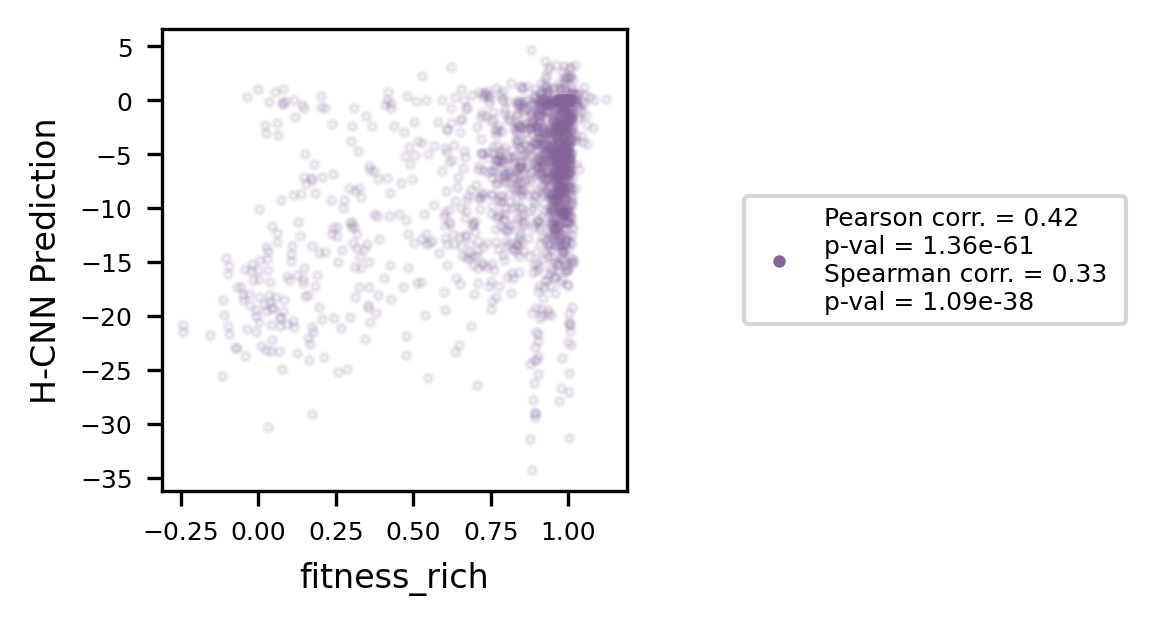 5
0
−5
−10
−15
−20
−25
−30
−35
H-CNN Prediction
−0.25 0.00 0.25 0.50 0.75 1.00
fitness_rich
Pearson corr. = 0.42
p-val = 1.36e-61
Spearman corr. = 0.33
p-val = 1.09e-38